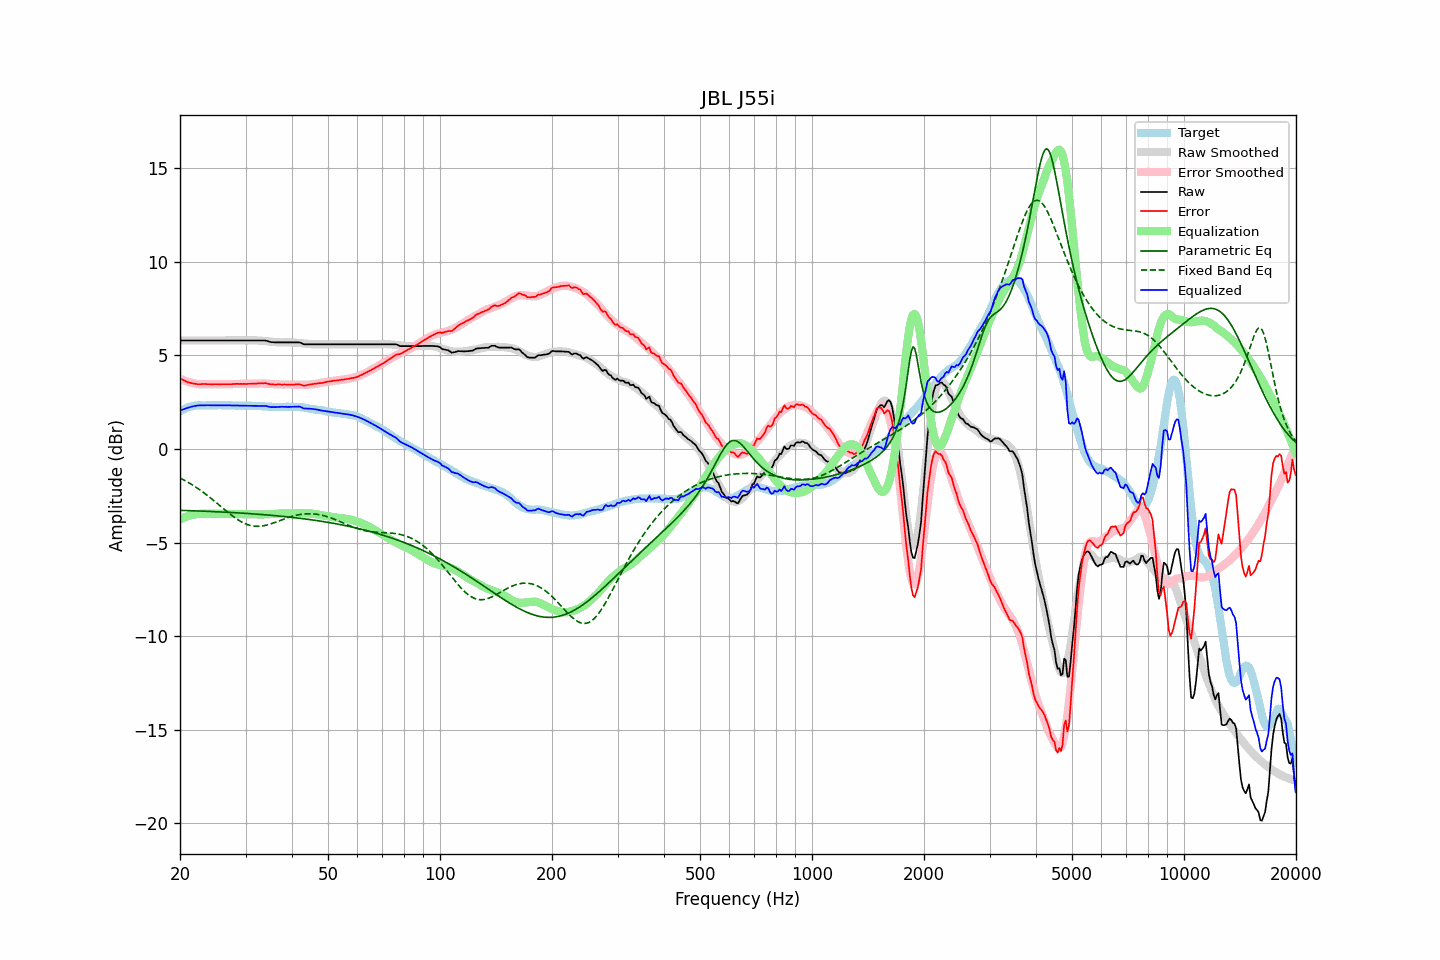 JBL J55i
Target
Raw Smoothed
Error Smoothed
Raw
Error
Equalization
Parametric Eq
Fixed Band Eq
Equalized
Amplitude (dBr)
15
10
5
0
−5
−10
−15
−20
20 50 100 200 500 1000 2000 5000 10000 20000
Frequency (Hz)